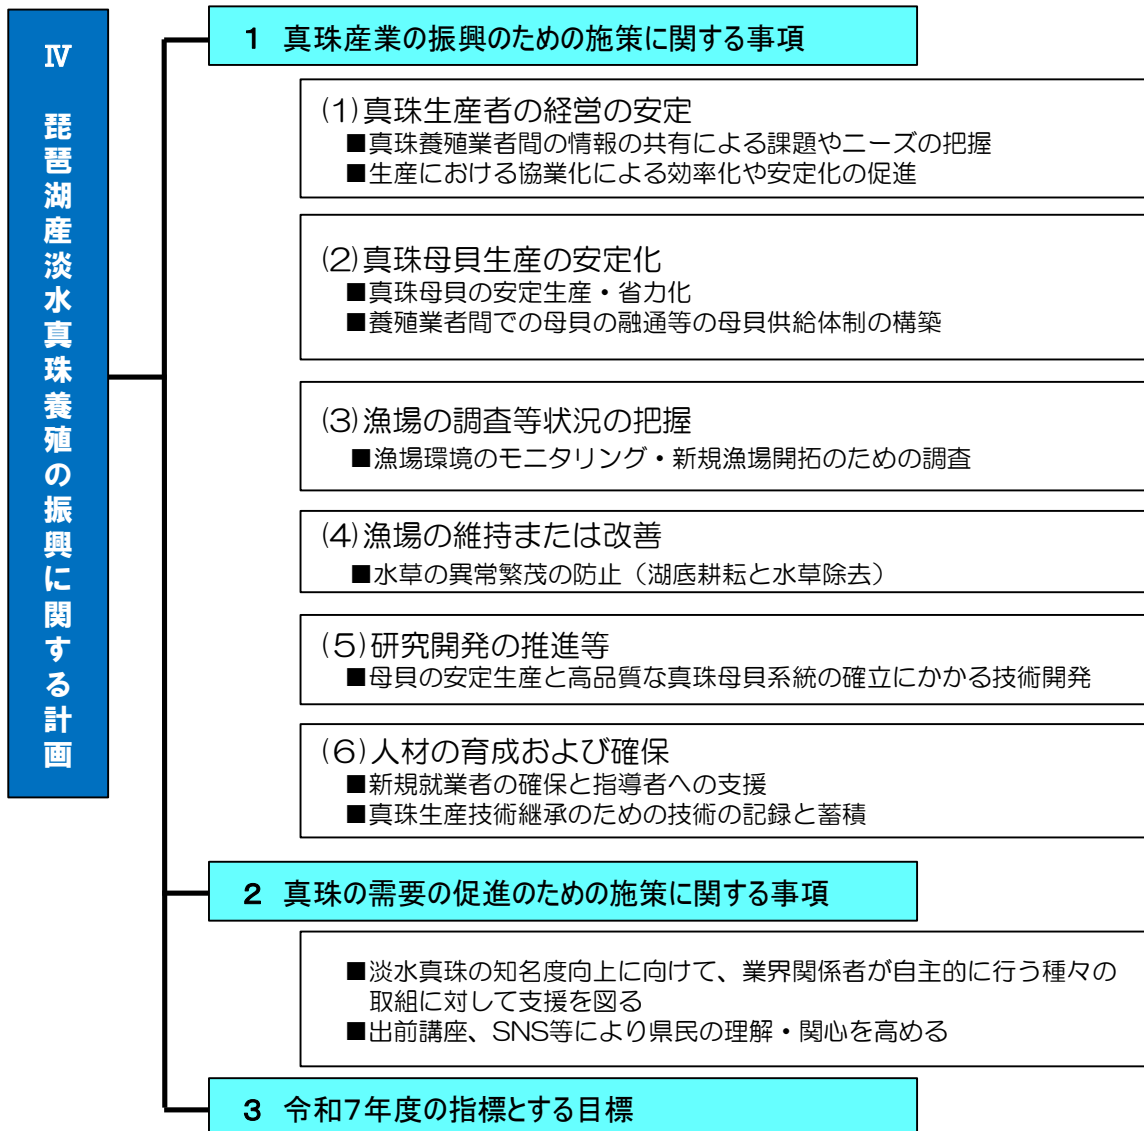 Ⅳ 琵琶湖産淡水真珠養殖の振興に関する計画
1 真珠産業の振興のための施策に関する事項
(1)真珠生産者の経営の安定
■真珠養殖業者間の情報の共有による課題やニーズの把握
■生産における協業化による効率化や安定化の促進
(2)真珠母貝生産の安定化
■真珠母貝の安定生産・省力化
■養殖業者間での母貝の融通等の母貝供給体制の構築
(3)漁場の調査等状況の把握
■漁場環境のモニタリング・新規漁場開拓のための調査
(4)漁場の維持または改善
■水草の異常繁茂の防止（湖底耕耘と水草除去）
(5)研究開発の推進等
■母貝の安定生産と高品質な真珠母貝系統の確立にかかる技術開発
(6)人材の育成および確保
■新規就業者の確保と指導者への支援
■真珠生産技術継承のための技術の記録と蓄積
2 真珠の需要の促進のための施策に関する事項
■淡水真珠の知名度向上に向けて、業界関係者が自主的に行う種々の
取組に対して支援を図る
■出前講座、SNS等により県民の理解・関心を高める
3 令和7年度の指標とする目標